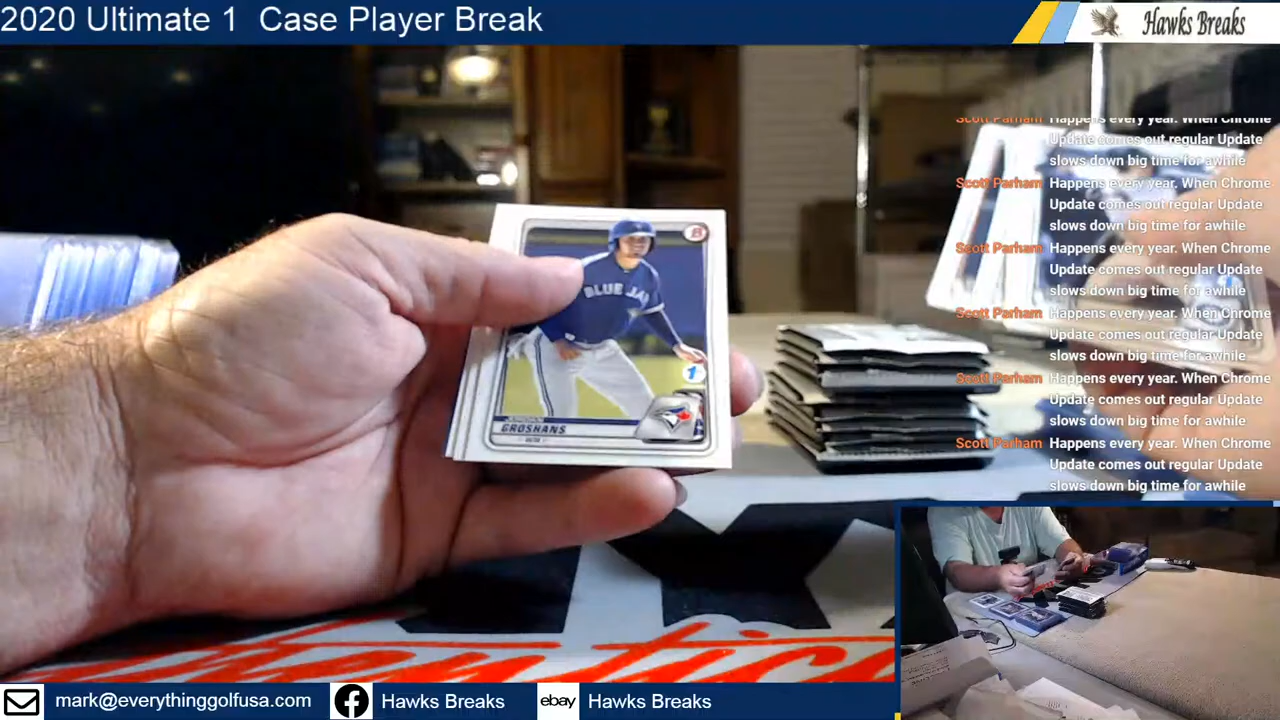 2020 Ultimate 1 Case Player Break
Hawks Breaks
Scott Parham Happens every year. When Chrome
Update comes out regular Update
slows down big time for awhile
Scott Parham Happens every year. When Chrome
Update comes out regular Update
slows down big time for awhile
Scott Parham Happens every year. When Chrome
Update comes out regular Update
slows down big time for awhile
Scott Parham Happens every year. When Chrome
Update comes out regular Update
slows down big time for awhile
Scott Parham Happens every year. When Chrome
Update comes out regular Update
slows down big time for awhile
Scott Parham Happens every year. When Chrome
Update comes out regular Update
slows down big time for awhile
B
BLUE JA
1
GROSHANS
mark@everythinggolfusa.com
Hawks Breaks
ebay
Hawks Breaks